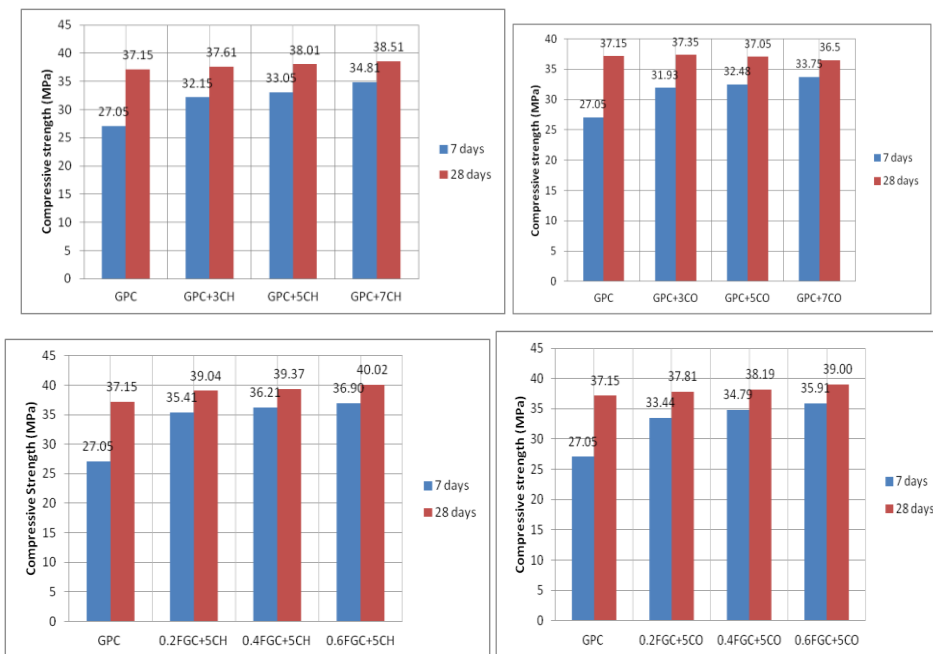 Compressive strength (MPa)
45
40
35
30
25
20
15
10
5
0
37.15
37.61
38.01
38.51
27.05
32.15
33.05
34.81
GPC
GPC+3CH
GPC+5CH
GPC+7CH
7 days
28 days
Compressive strength (MPa)
40
35
30
25
20
15
10
5
0
37.15
37.35
37.05
36.5
27.05
31.93
32.48
33.75
GPC
GPC+3CO
GPC+5CO
GPC+7CO
7 days
28 days
Compressive Strength (MPa)
45
40
35
30
25
20
15
10
5
0
37.15
39.04
39.37
40.02
27.05
35.41
36.21
36.90
GPC
0.2FGC+5CH
0.4FGC+5CH
0.6FGC+5CH
7 days
28 days
Compressive strength (MPa)
45
40
35
30
25
20
15
10
5
0
37.15
37.81
38.19
39.00
27.05
33.44
34.79
35.91
GPC
0.2FGC+5CO
0.4FGC+5CO
0.6FGC+5CO
7 days
28 days